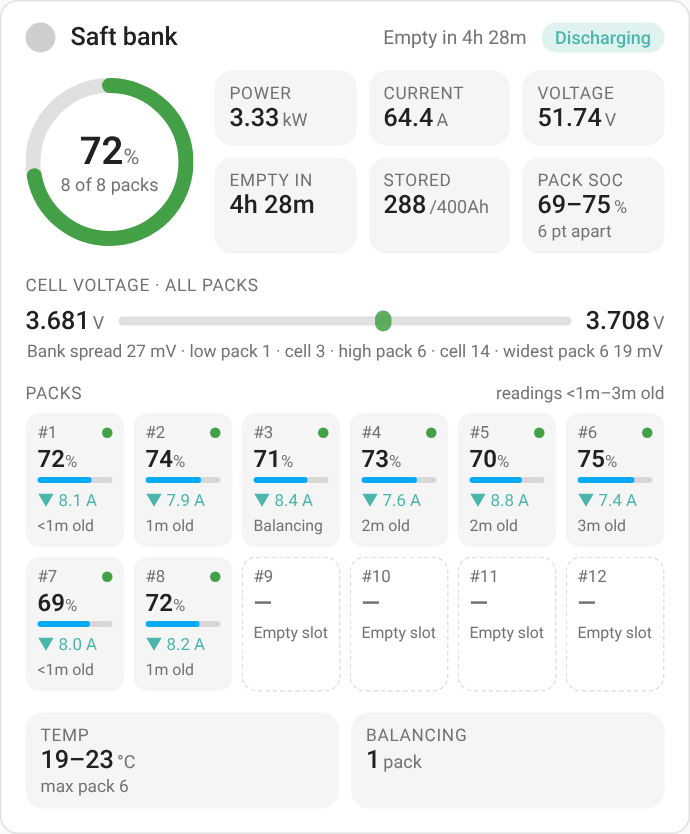 Saft bank
Empty in 4h 28m
Discharging
72%
8 of 8 packs
POWER
3.33 kW
CURRENT
64.4 A
VOLTAGE
51.74 V
EMPTY IN
4h 28m
STORED
288 /400Ah
PACK SOC
69–75 %
6 pt apart
CELL VOLTAGE · ALL PACKS
3.681 V
3.708 V
Bank spread 27 mV · low pack 1 · cell 3 · high pack 6 · cell 14 · widest pack 6 19 mV
PACKS
readings <1m–3m old
#1
72%
▼ 8.1 A
<1m old
#2
74%
▼ 7.9 A
1m old
#3
71%
▼ 8.4 A
Balancing
#4
73%
▼ 7.6 A
2m old
#5
70%
▼ 8.8 A
2m old
#6
75%
▼ 7.4 A
3m old
#7
69%
▼ 8.0 A
<1m old
#8
72%
▼ 8.2 A
1m old
#9
—
Empty slot
#10
—
Empty slot
#11
—
Empty slot
#12
—
Empty slot
TEMP
19–23 °C
max pack 6
BALANCING
1 pack